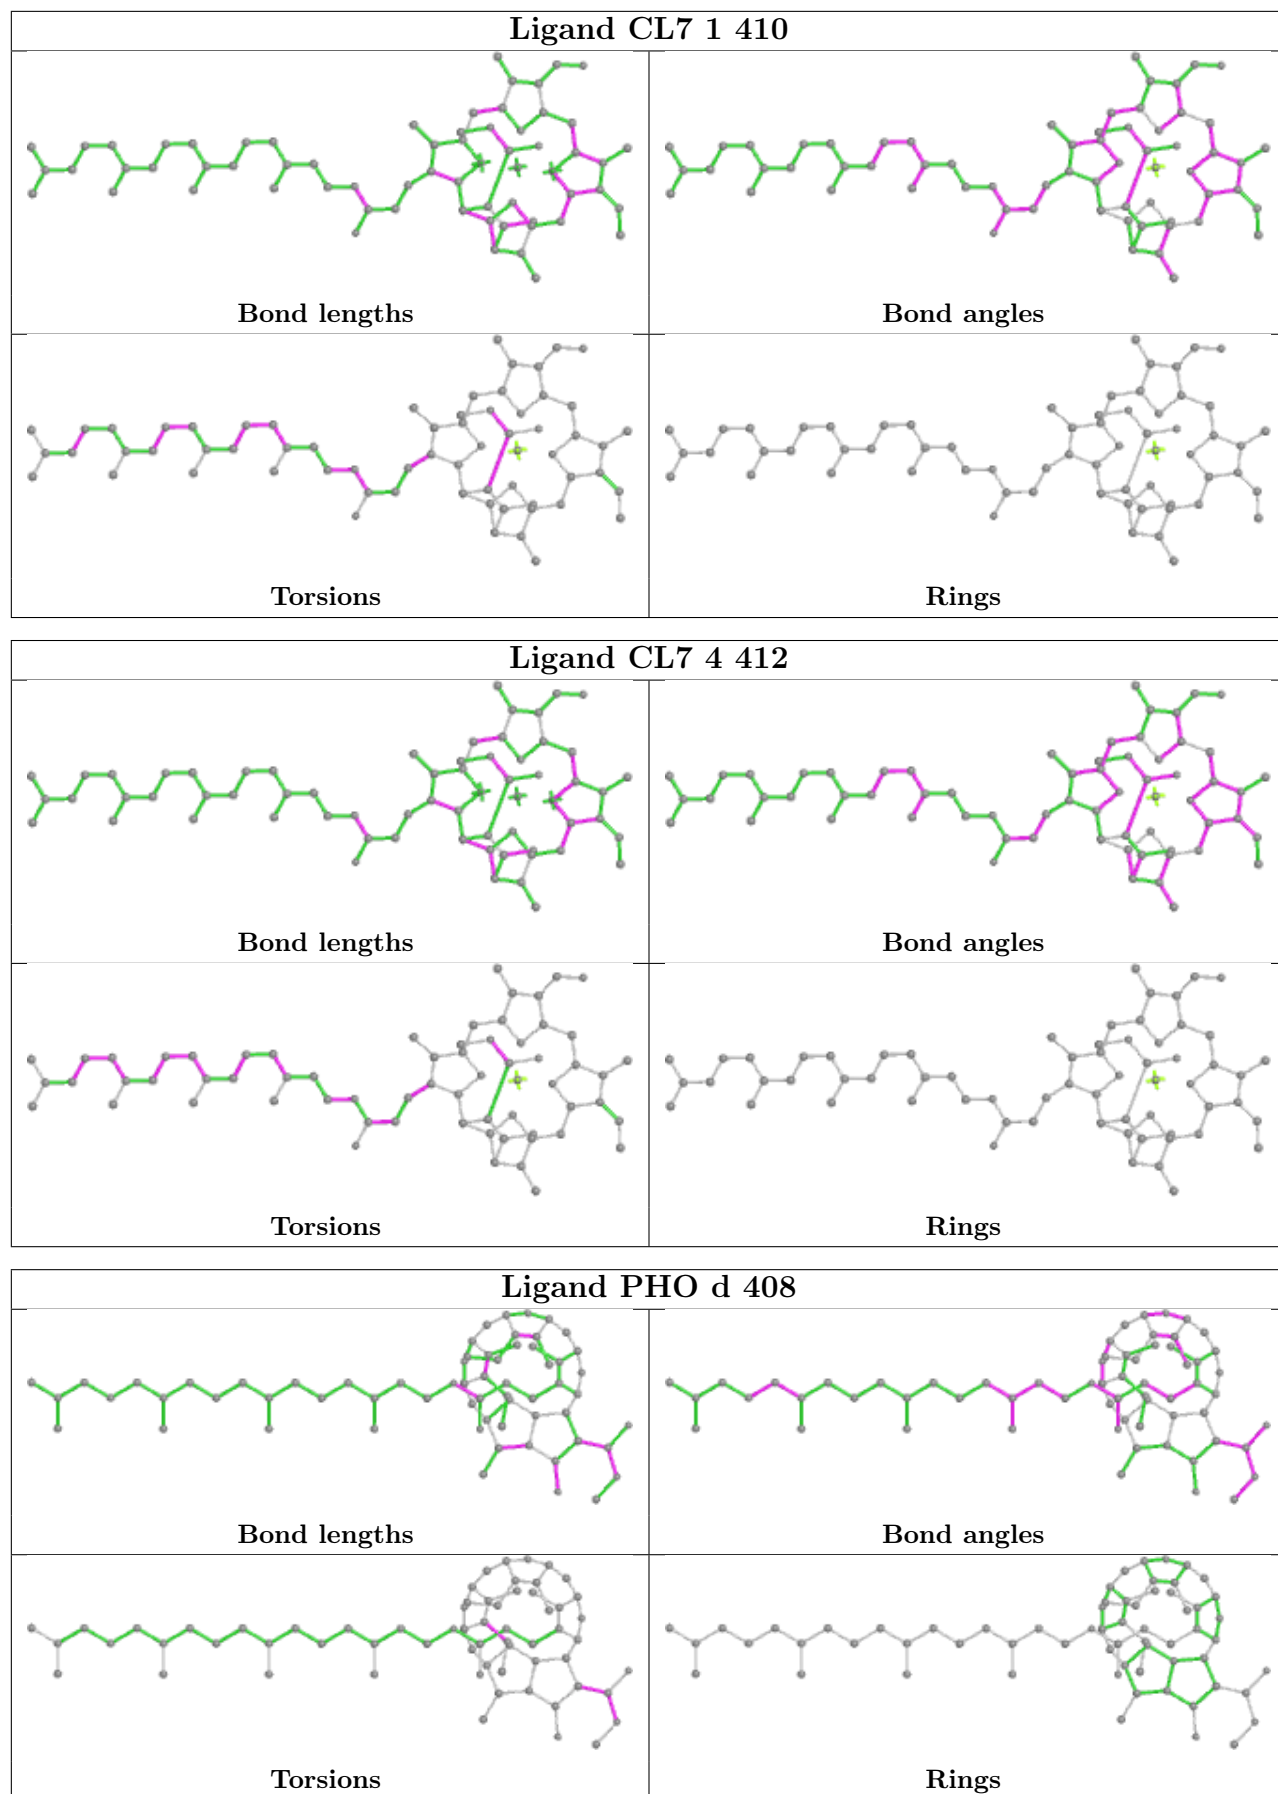 Ligand CL7 1 410
Bond lengths
Bond angles
Torsions
Rings
Ligand CL7 4 412
Bond lengths
Bond angles
Torsions
Rings
Ligand PHO d 408
Bond lengths
Bond angles
Torsions
Rings